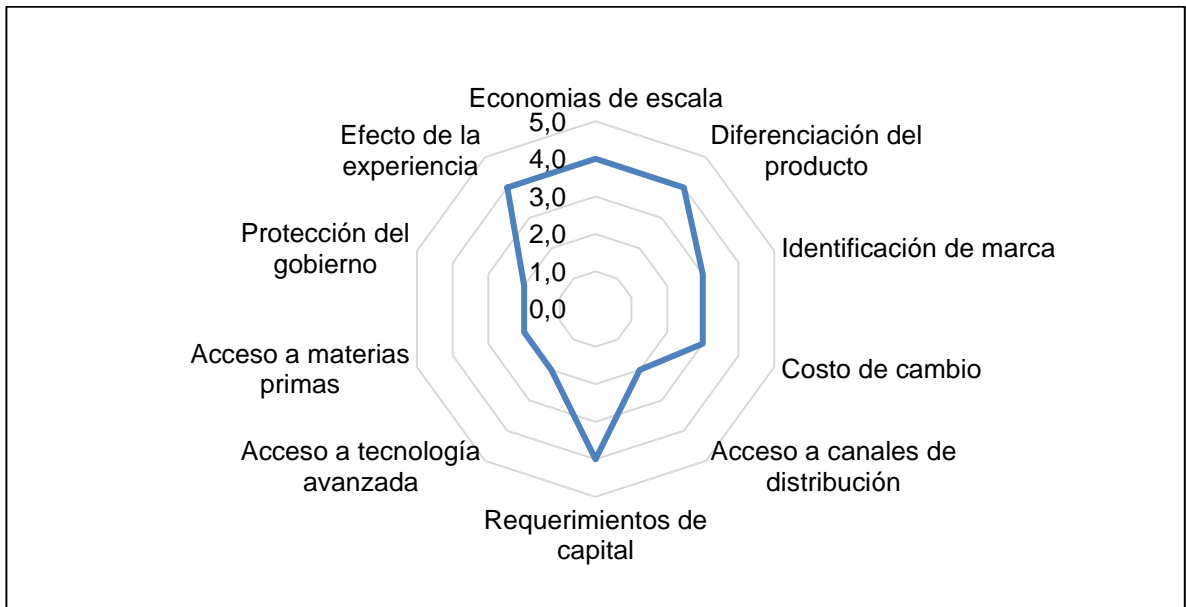 Economias de escala
5,0
4,0
3,0
2,0
1,0
0,0
Diferenciación del
producto
Identificación de marca
Costo de cambio
Acceso a canales de
distribución
Requerimientos de
capital
Acceso a tecnología
avanzada
Acceso a materias
primas
Protección del
gobierno
Efecto de la
experiencia